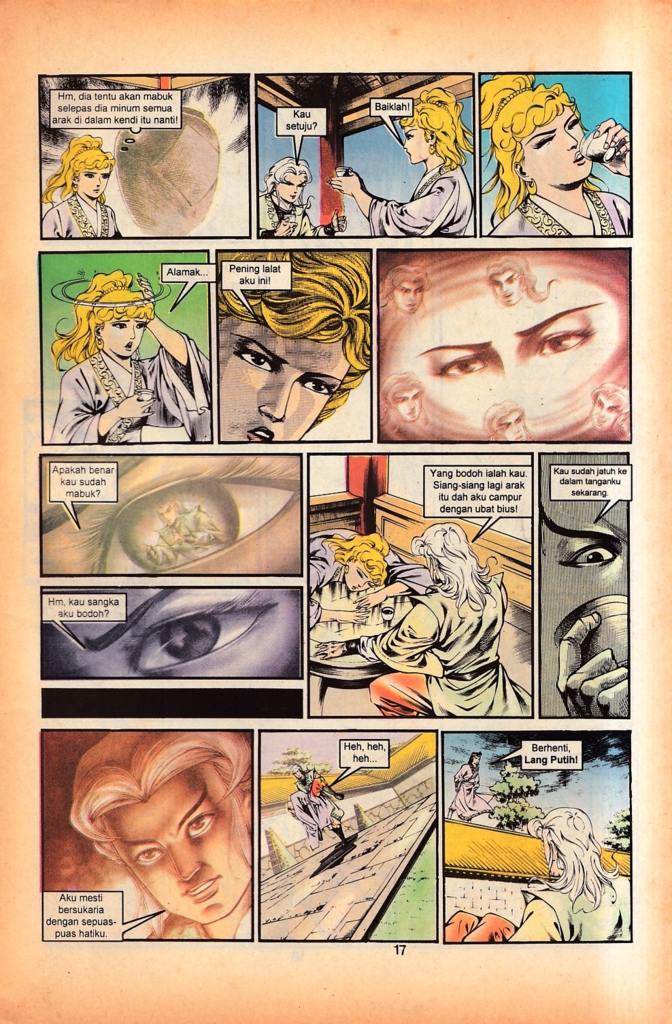 Hm, dia tentu akan mabuk
selepas dia minum semua
arak di dalam kendi itu nanti!
Kau
setuju?
Baiklah!
Alamak...
Pening lalat
aku ini!
Apakah benar
kau sudah
mabuk?
Hm, kau sangka
aku bodoh?
Yang bodoh ialah kau.
Siang-siang lagi arak
itu dah aku campur
dengan ubat bius!
Kau sudah jatuh ke
dalam tanganku
sekarang.
Aku mesti
bersukaria
dengan sepuas-
puas hatiku.
Heh, heh,
heh...
Berhenti,
Lang Putih!
17